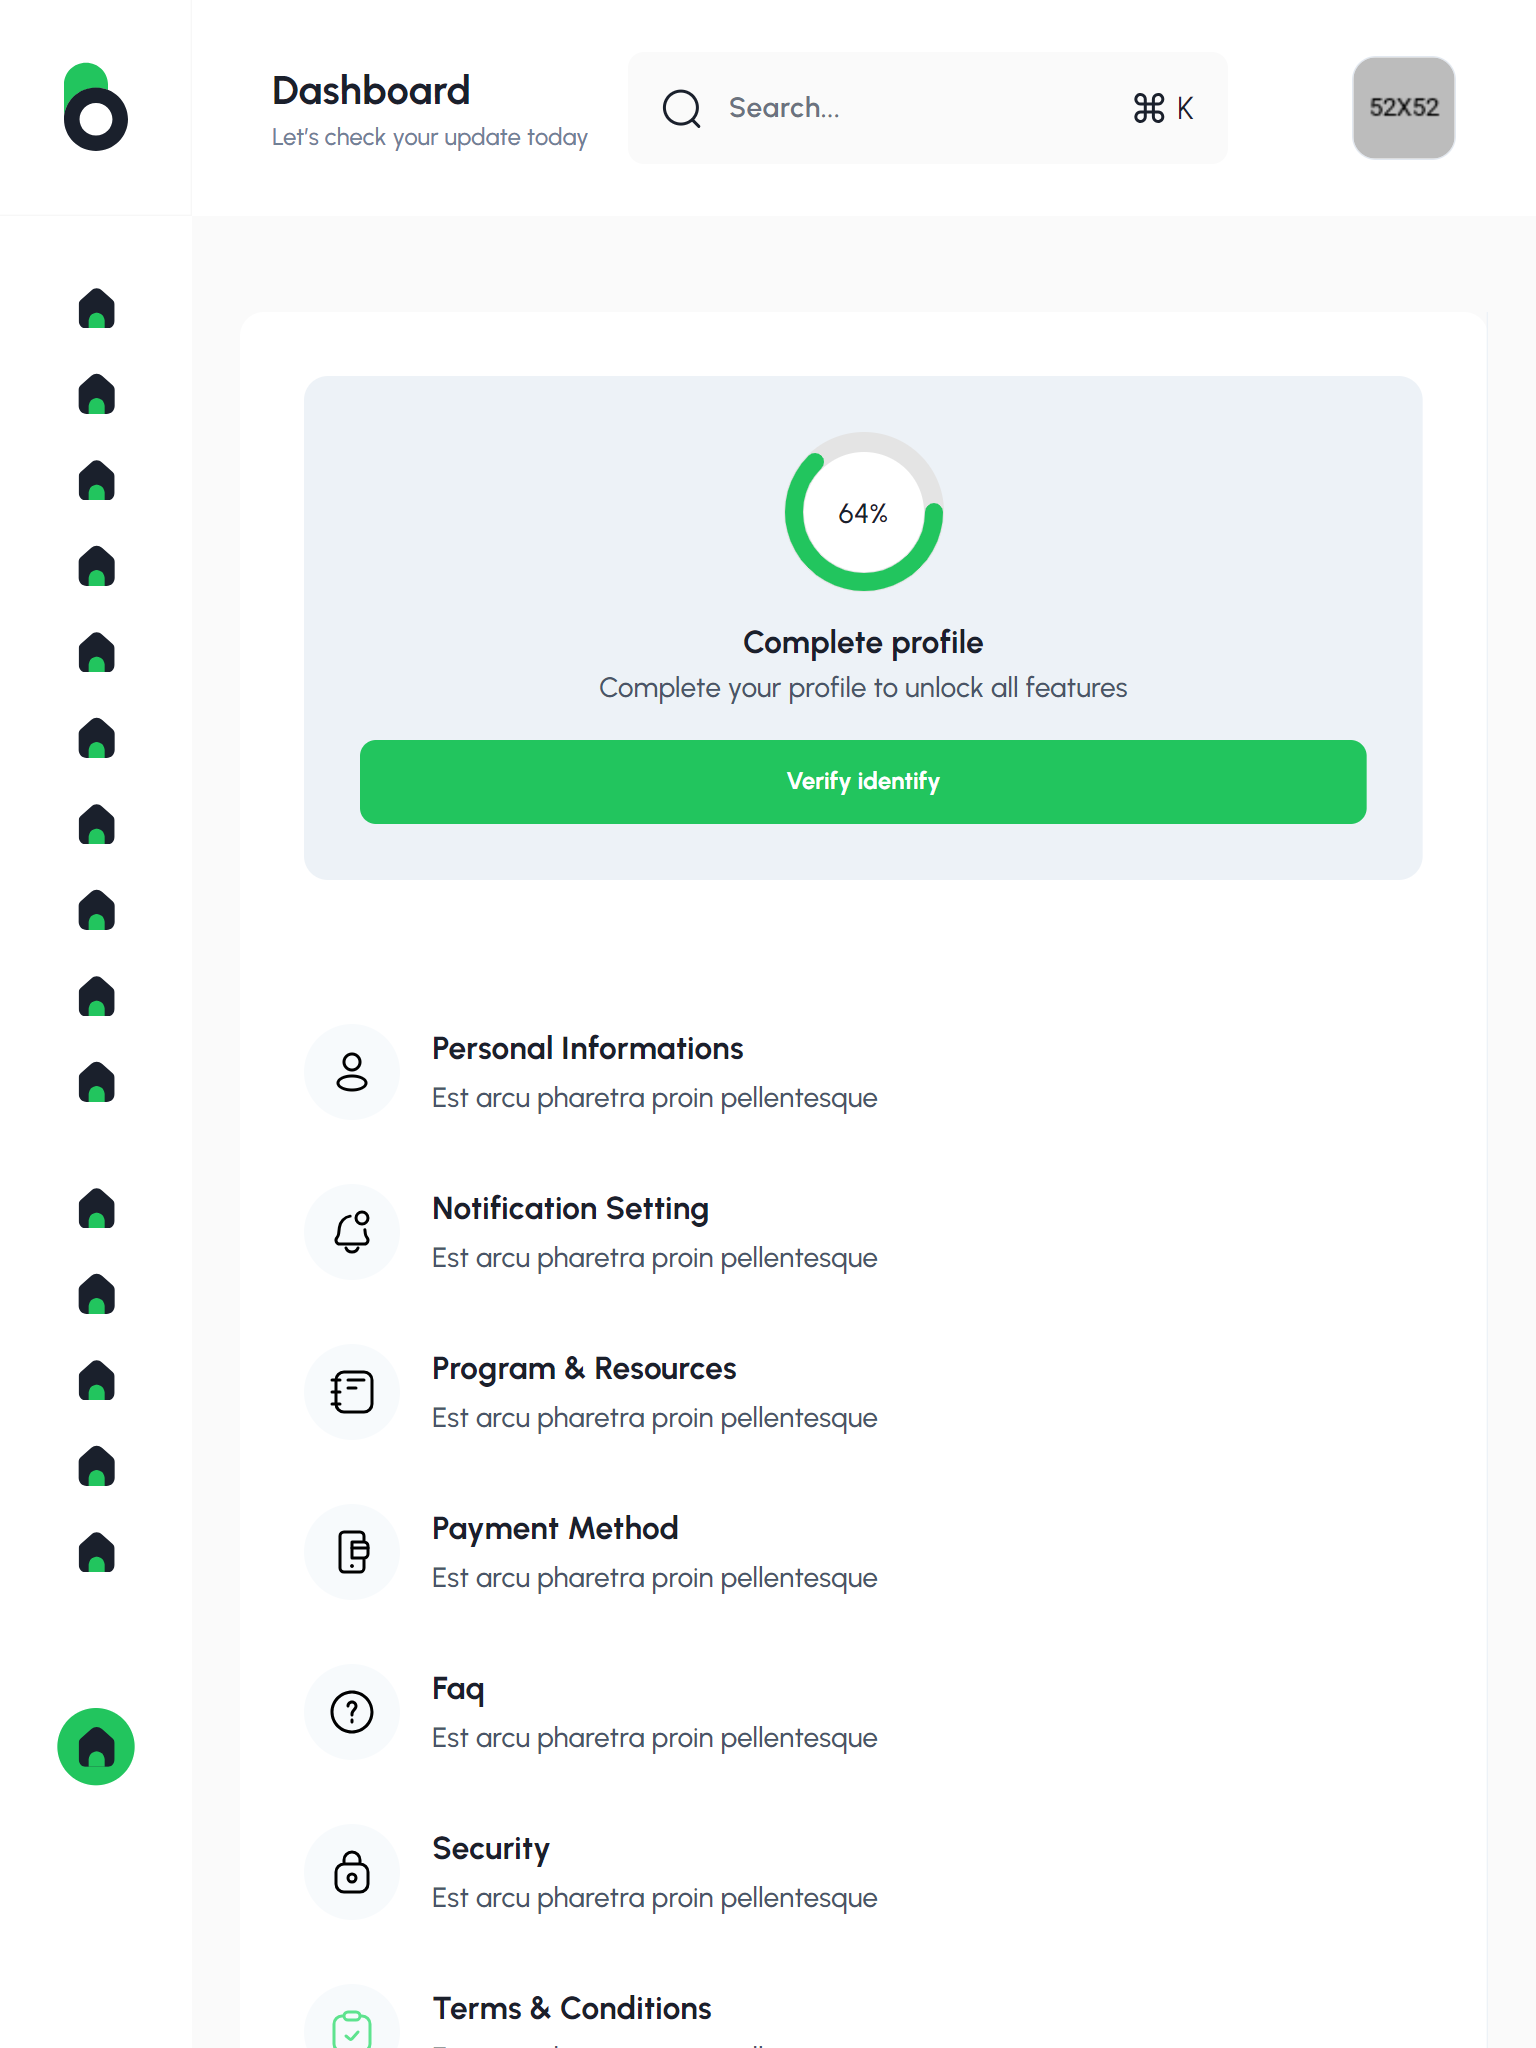 Dashboard
Let's check your update today
Search...
⌘ K
52X52
64%
Complete profile
Complete your profile to unlock all features
Verify identify
Personal Informations
Est arcu pharetra proin pellentesque
Notification Setting
Est arcu pharetra proin pellentesque
Program & Resources
Est arcu pharetra proin pellentesque
Payment Method
Est arcu pharetra proin pellentesque
Faq
Est arcu pharetra proin pellentesque
Security
Est arcu pharetra proin pellentesque
Terms & Conditions